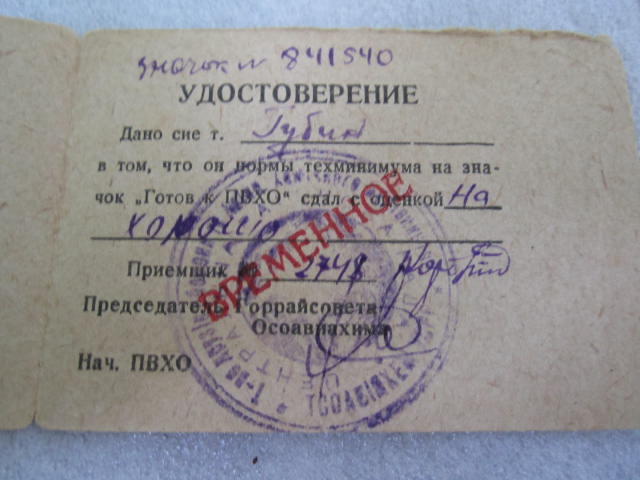 значок № 841540
УДОСТОВЕРЕНИЕ
Дано сие т. Губин
в том, что он нормы техминимума на зна-
чок „Готов к ПВХО“ сдал с оценкой на
хорошо
ВРЕМЕННОЕ
Приемщик № 2748
Председатель Горрайсовета
Осоавиахима
Нач. ПВХО